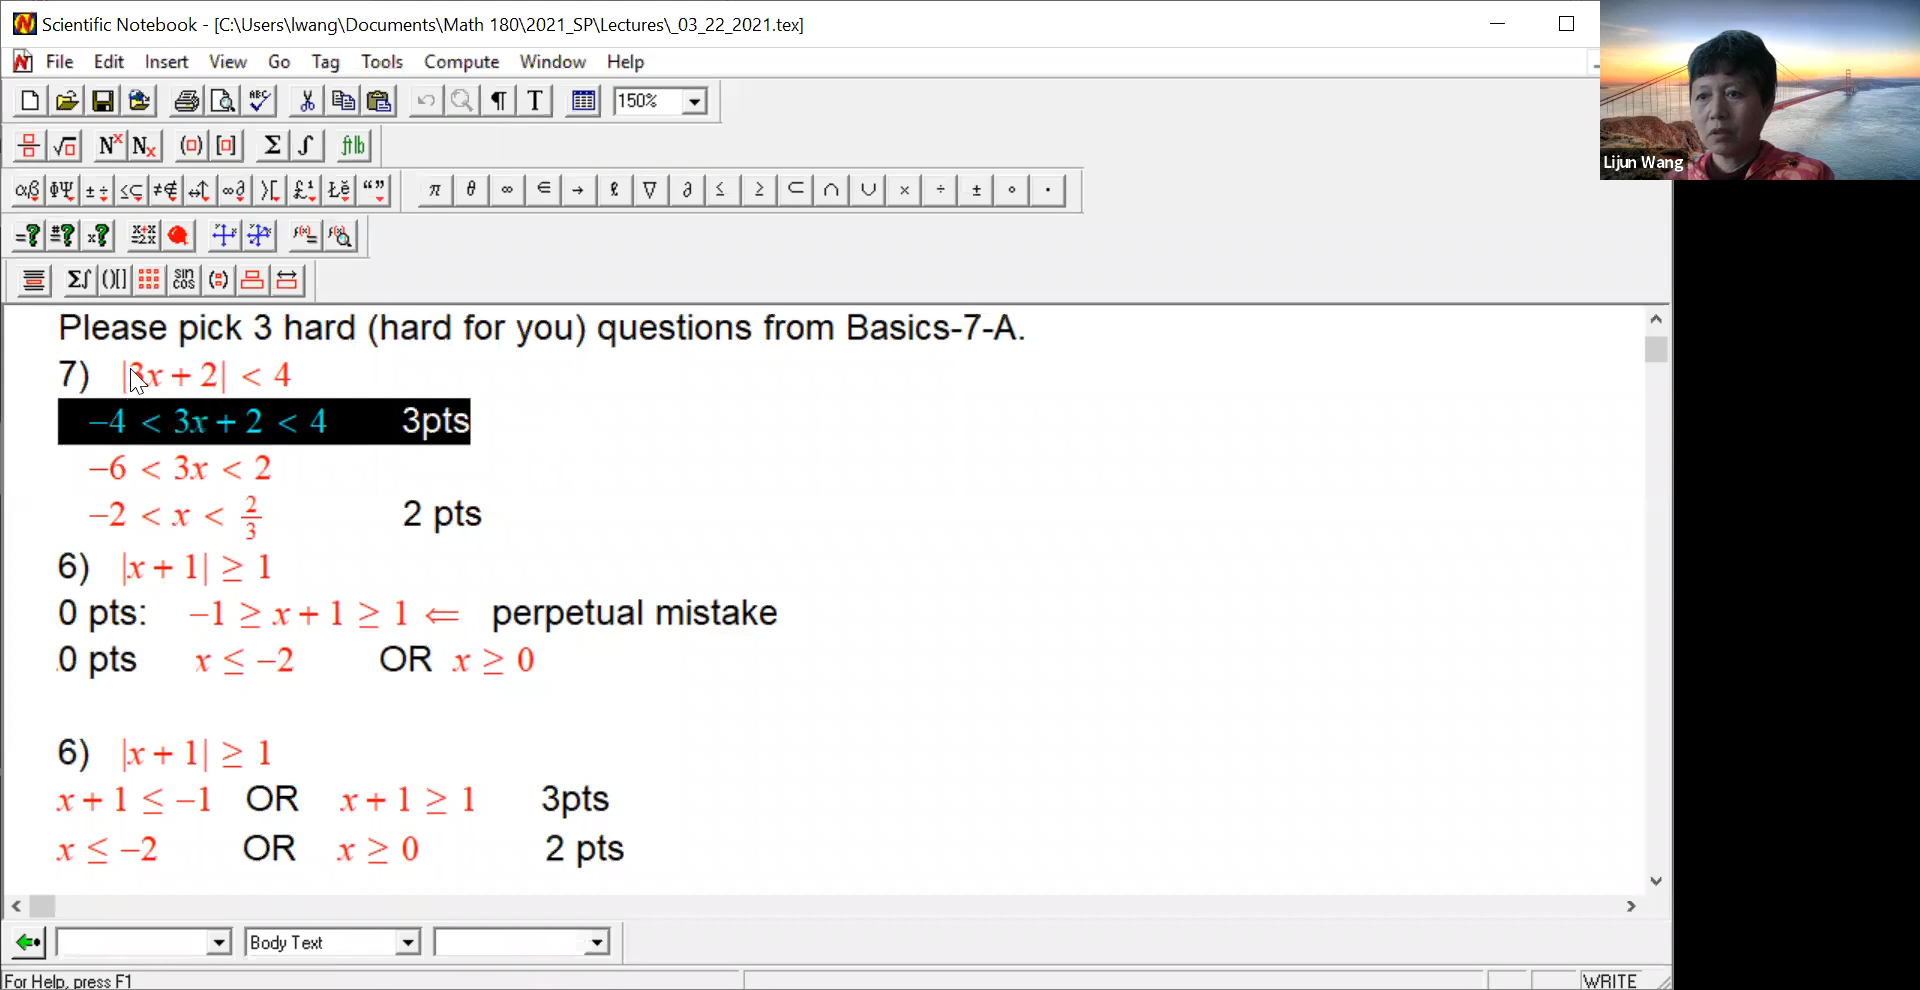 Scientific Notebook - [C:\Users\lwang\Documents\Math 180\2021_SP\Lectures\_03_22_2021.tex]
File Edit Insert View Go Tag Tools Compute Window Help
150%
Lijun Wang
Please pick 3 hard (hard for you) questions from Basics-7-A.
7) |3x + 2| < 4
−4 < 3x + 2 < 4 3pts
−6 < 3x < 2
−2 < x < 2/3 2 pts
6) |x + 1| ≥ 1
0 pts: −1 ≥ x + 1 ≥ 1 ⇐ perpetual mistake
0 pts x ≤ −2 OR x ≥ 0
6) |x + 1| ≥ 1
x + 1 ≤ −1 OR x + 1 ≥ 1 3pts
x ≤ −2 OR x ≥ 0 2 pts
Body Text
For Help, press F1
WRITE